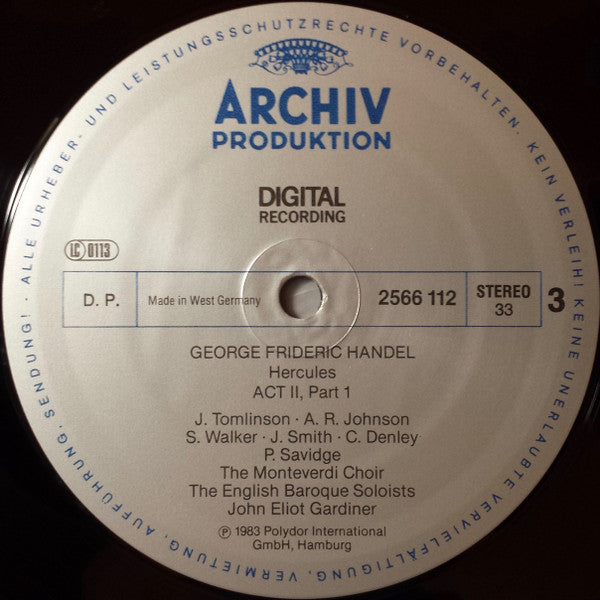 ALLE URHEBER- UND LEISTUNGSSCHUTZRECHTE VORBEHALTEN. KEIN VERLEIH! KEINE UNERLAUBTE VERVIELFÄLTIGUNG, VERMIETUNG, AUFFÜHRUNG, SENDUNG! ·
ARCHIV
PRODUKTION
DIGITAL
RECORDING
LC 0113
D. P.
Made in West Germany
2566 112
STEREO
33
3
GEORGE FRIDERIC HANDEL
Hercules
ACT II, Part 1
J. Tomlinson · A. R. Johnson
S. Walker · J. Smith · C. Denley
P. Savidge
The Monteverdi Choir
The English Baroque Soloists
John Eliot Gardiner
℗ 1983 Polydor International
GmbH, Hamburg